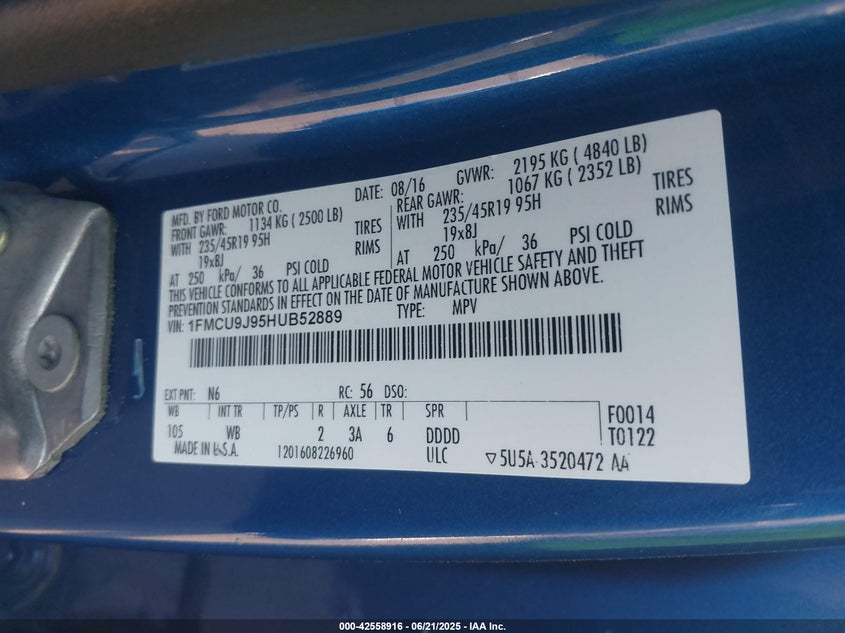 MFD. BY FORD MOTOR CO.
DATE: 08/16
GVWR: 2195 KG ( 4840 LB)
FRONT GAWR: 1134 KG ( 2500 LB)
REAR GAWR: 1067 KG ( 2352 LB)
WITH 235/45R19 95H TIRES
WITH 235/45R19 95H TIRES
19x8J RIMS
19x8J RIMS
AT 250 kPa/ 36 PSI COLD
AT 250 kPa/ 36 PSI COLD
THIS VEHICLE CONFORMS TO ALL APPLICABLE FEDERAL MOTOR VEHICLE SAFETY AND THEFT
PREVENTION STANDARDS IN EFFECT ON THE DATE OF MANUFACTURE SHOWN ABOVE.
VIN: 1FMCU9J95HUB52889
TYPE: MPV
EXT PNT: N6 RC: 56 DSO:
WB INT TR TP/PS R AXLE TR SPR
105 WB 2 3A 6 DDDD
F0014
T0122
MADE IN U.S.A. 1201608226960 ULC ▽5U5A-3520472 AA
000-42558916 - 06/21/2025 - IAA Inc.